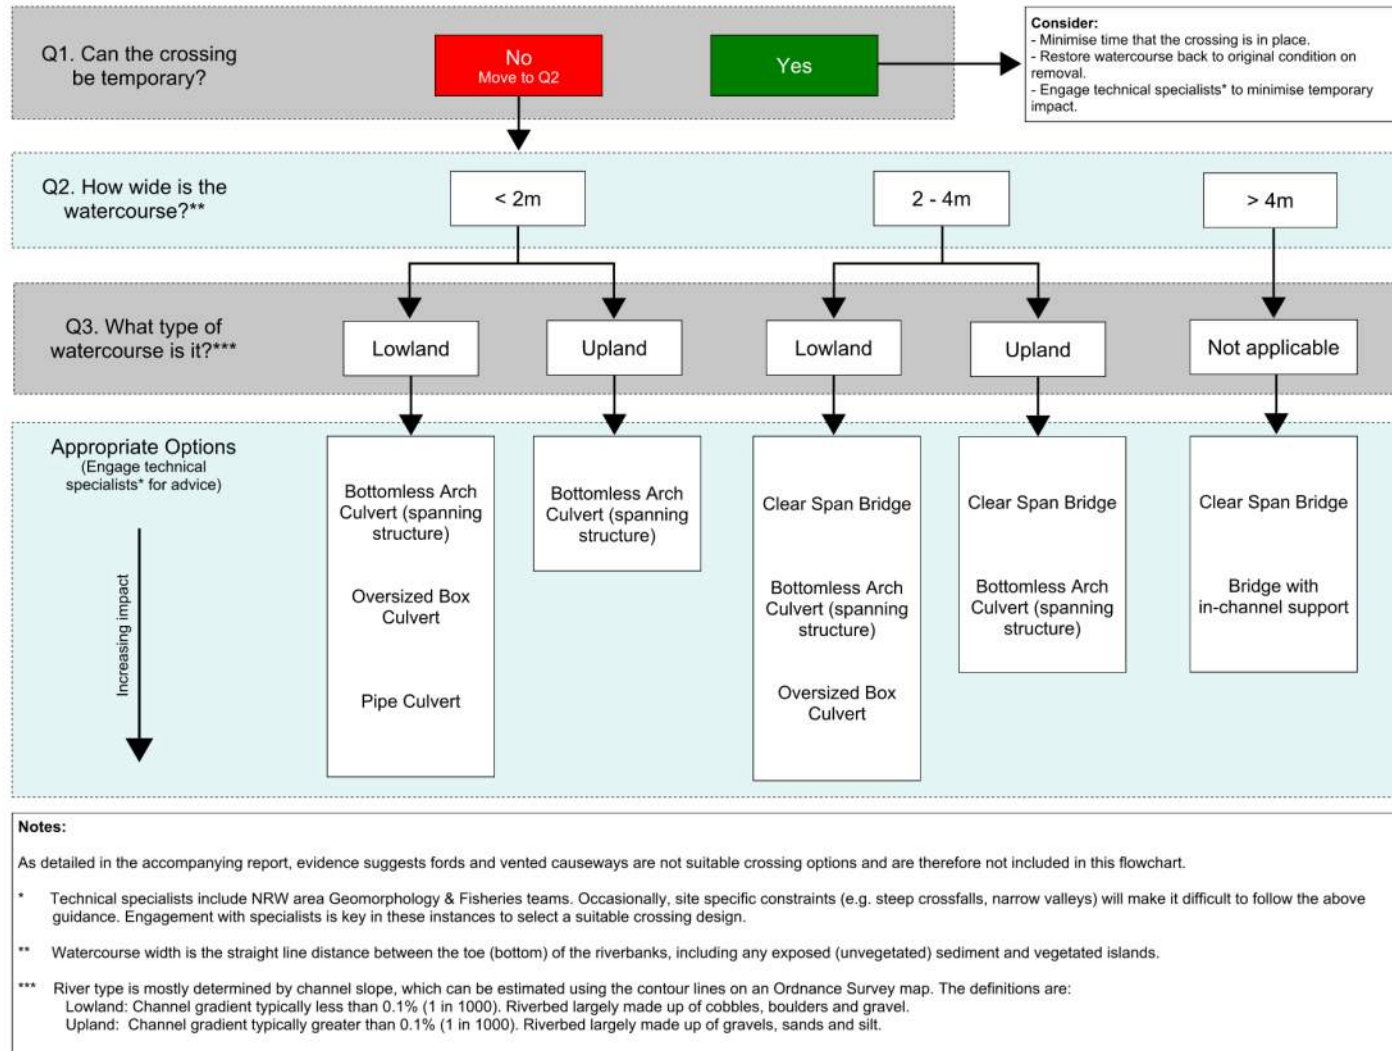 Q1. Can the crossing
be temporary?
No
Move to Q2
Yes
Consider:
- Minimise time that the crossing is in place.
- Restore watercourse back to original condition on
removal.
- Engage technical specialists* to minimise temporary
impact.
Q2. How wide is the
watercourse?**
< 2m
2 - 4m
> 4m
Q3. What type of
watercourse is it?***
Lowland
Upland
Lowland
Upland
Not applicable
Appropriate Options
(Engage technical
specialists* for advice)
Increasing impact
Bottomless Arch
Culvert (spanning
structure)
Oversized Box
Culvert
Pipe Culvert
Bottomless Arch
Culvert (spanning
structure)
Clear Span Bridge
Bottomless Arch
Culvert (spanning
structure)
Oversized Box
Culvert
Clear Span Bridge
Bottomless Arch
Culvert (spanning
structure)
Clear Span Bridge
Bridge with
in-channel support
Notes:
As detailed in the accompanying report, evidence suggests fords and vented causeways are not suitable crossing options and are therefore not included in this flowchart.
* Technical specialists include NRW area Geomorphology & Fisheries teams. Occasionally, site specific constraints (e.g. steep crossfalls, narrow valleys) will make it difficult to follow the above
guidance. Engagement with specialists is key in these instances to select a suitable crossing design.
** Watercourse width is the straight line distance between the toe (bottom) of the riverbanks, including any exposed (unvegetated) sediment and vegetated islands.
*** River type is mostly determined by channel slope, which can be estimated using the contour lines on an Ordnance Survey map. The definitions are:
Lowland: Channel gradient typically less than 0.1% (1 in 1000). Riverbed largely made up of cobbles, boulders and gravel.
Upland: Channel gradient typically greater than 0.1% (1 in 1000). Riverbed largely made up of gravels, sands and silt.